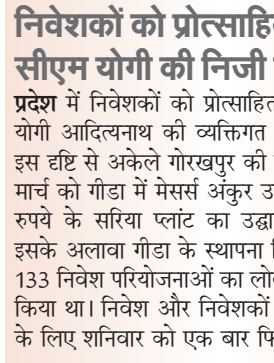 निवेशकों को प्रोत्साहि
सीएम योगी की निजी
प्रदेश में निवेशकों को प्रोत्साहित
योगी आदित्यनाथ की व्यक्तिगत
इस दृष्टि से अकेले गोरखपुर की
मार्च को गीडा में मेसर्स अंकुर उ
रुपये के सरिया प्लांट का उद्घा
इसके अलावा गीडा के स्थापना
133 निवेश परियोजनाओं का लो
किया था। निवेश और निवेशकों
के लिए शनिवार को एक बार फि